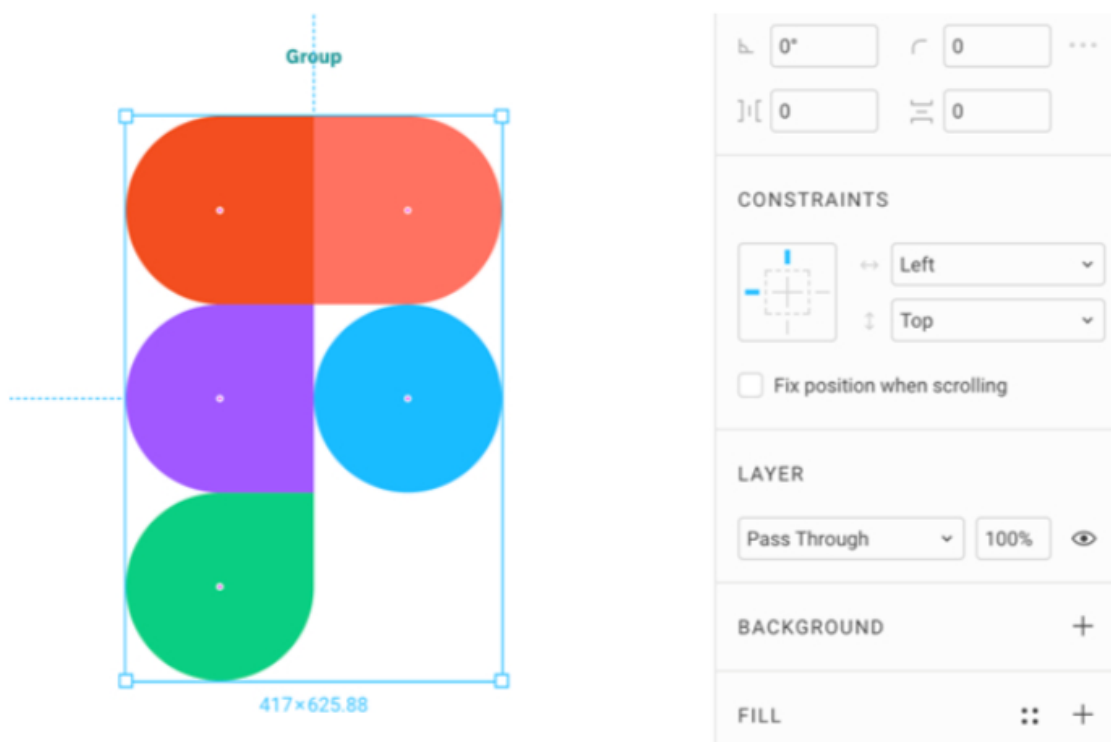 Group
417×625.88
0°
0
0
0
CONSTRAINTS
Left
Top
Fix position when scrolling
LAYER
Pass Through 100%
BACKGROUND
FILL